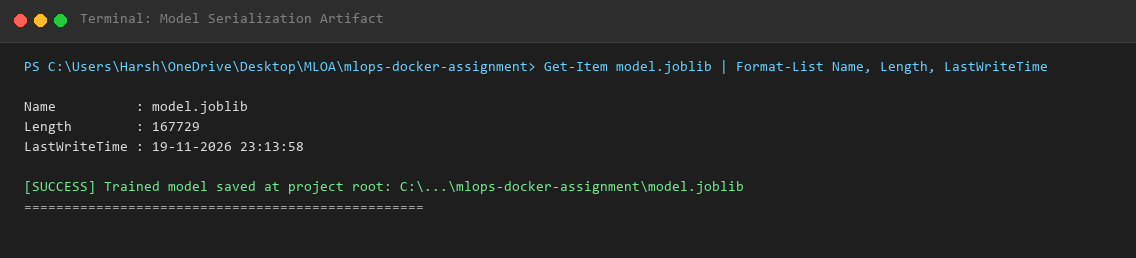 Terminal: Model Serialization Artifact
PS C:\Users\Harsh\OneDrive\Desktop\MLOA\mlops-docker-assignment> Get-Item model.joblib | Format-List Name, Length, LastWriteTime
Name          : model.joblib
Length        : 167729
LastWriteTime : 19-11-2026 23:13:58
[SUCCESS] Trained model saved at project root: C:\...\mlops-docker-assignment\model.joblib
==================================================